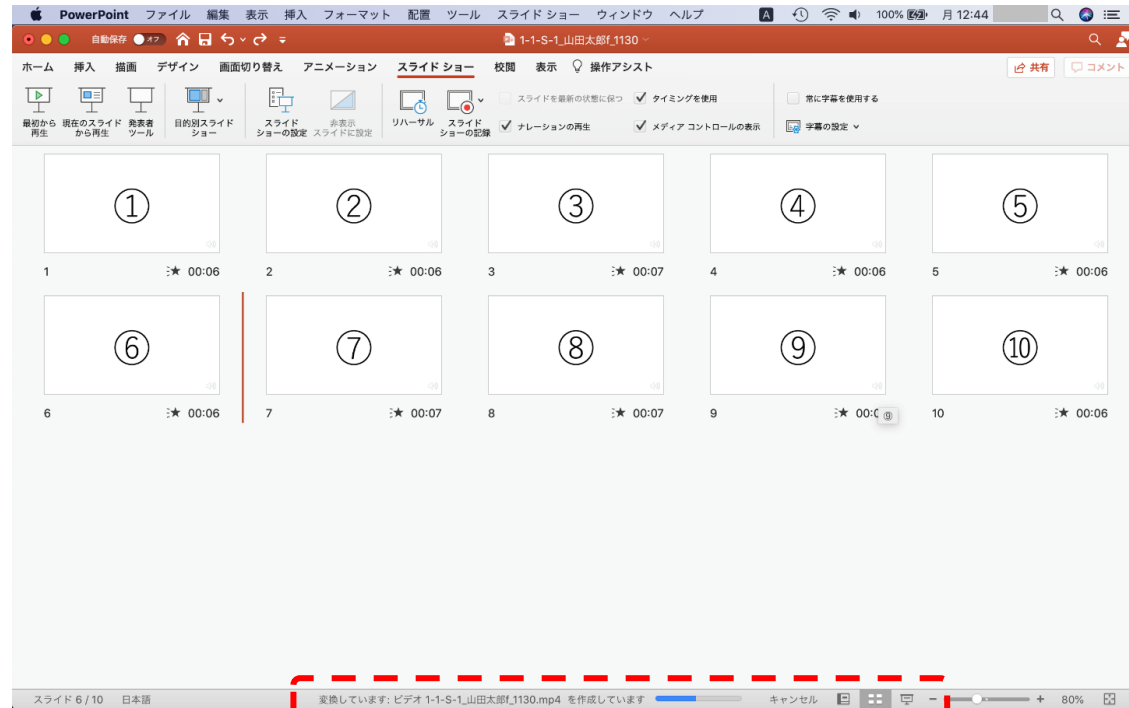 PowerPoint ファイル 編集 表示 挿入 フォーマット 配置 ツール スライド ショー ウィンドウ ヘルプ A 100% 月 12:44
自動保存 オフ 1-1-S-1_山田太郎f_1130
ホーム 挿入 描画 デザイン 画面切り替え アニメーション スライド ショー 校閲 表示 操作アシスト 共有 コメント
最初から
再生
現在のスライド
から再生
発表者
ツール
目的別スライド
ショー
スライド
ショーの設定
非表示
スライドに設定
リハーサル
スライド
ショーの記録
スライドを最新の状態に保つ
タイミングを使用
ナレーションの再生
メディア コントロールの表示
常に字幕を使用する
字幕の設定
① ② ③ ④ ⑤
1 00:06 2 00:06 3 00:07 4 00:06 5 00:06
⑥ ⑦ ⑧ ⑨ ⑩
6 00:06 7 00:07 8 00:07 9 00:0 ⑨ 10 00:06
スライド 6 / 10 日本語 変換しています: ビデオ 1-1-S-1_山田太郎f_1130.mp4 を作成しています キャンセル − + 80%